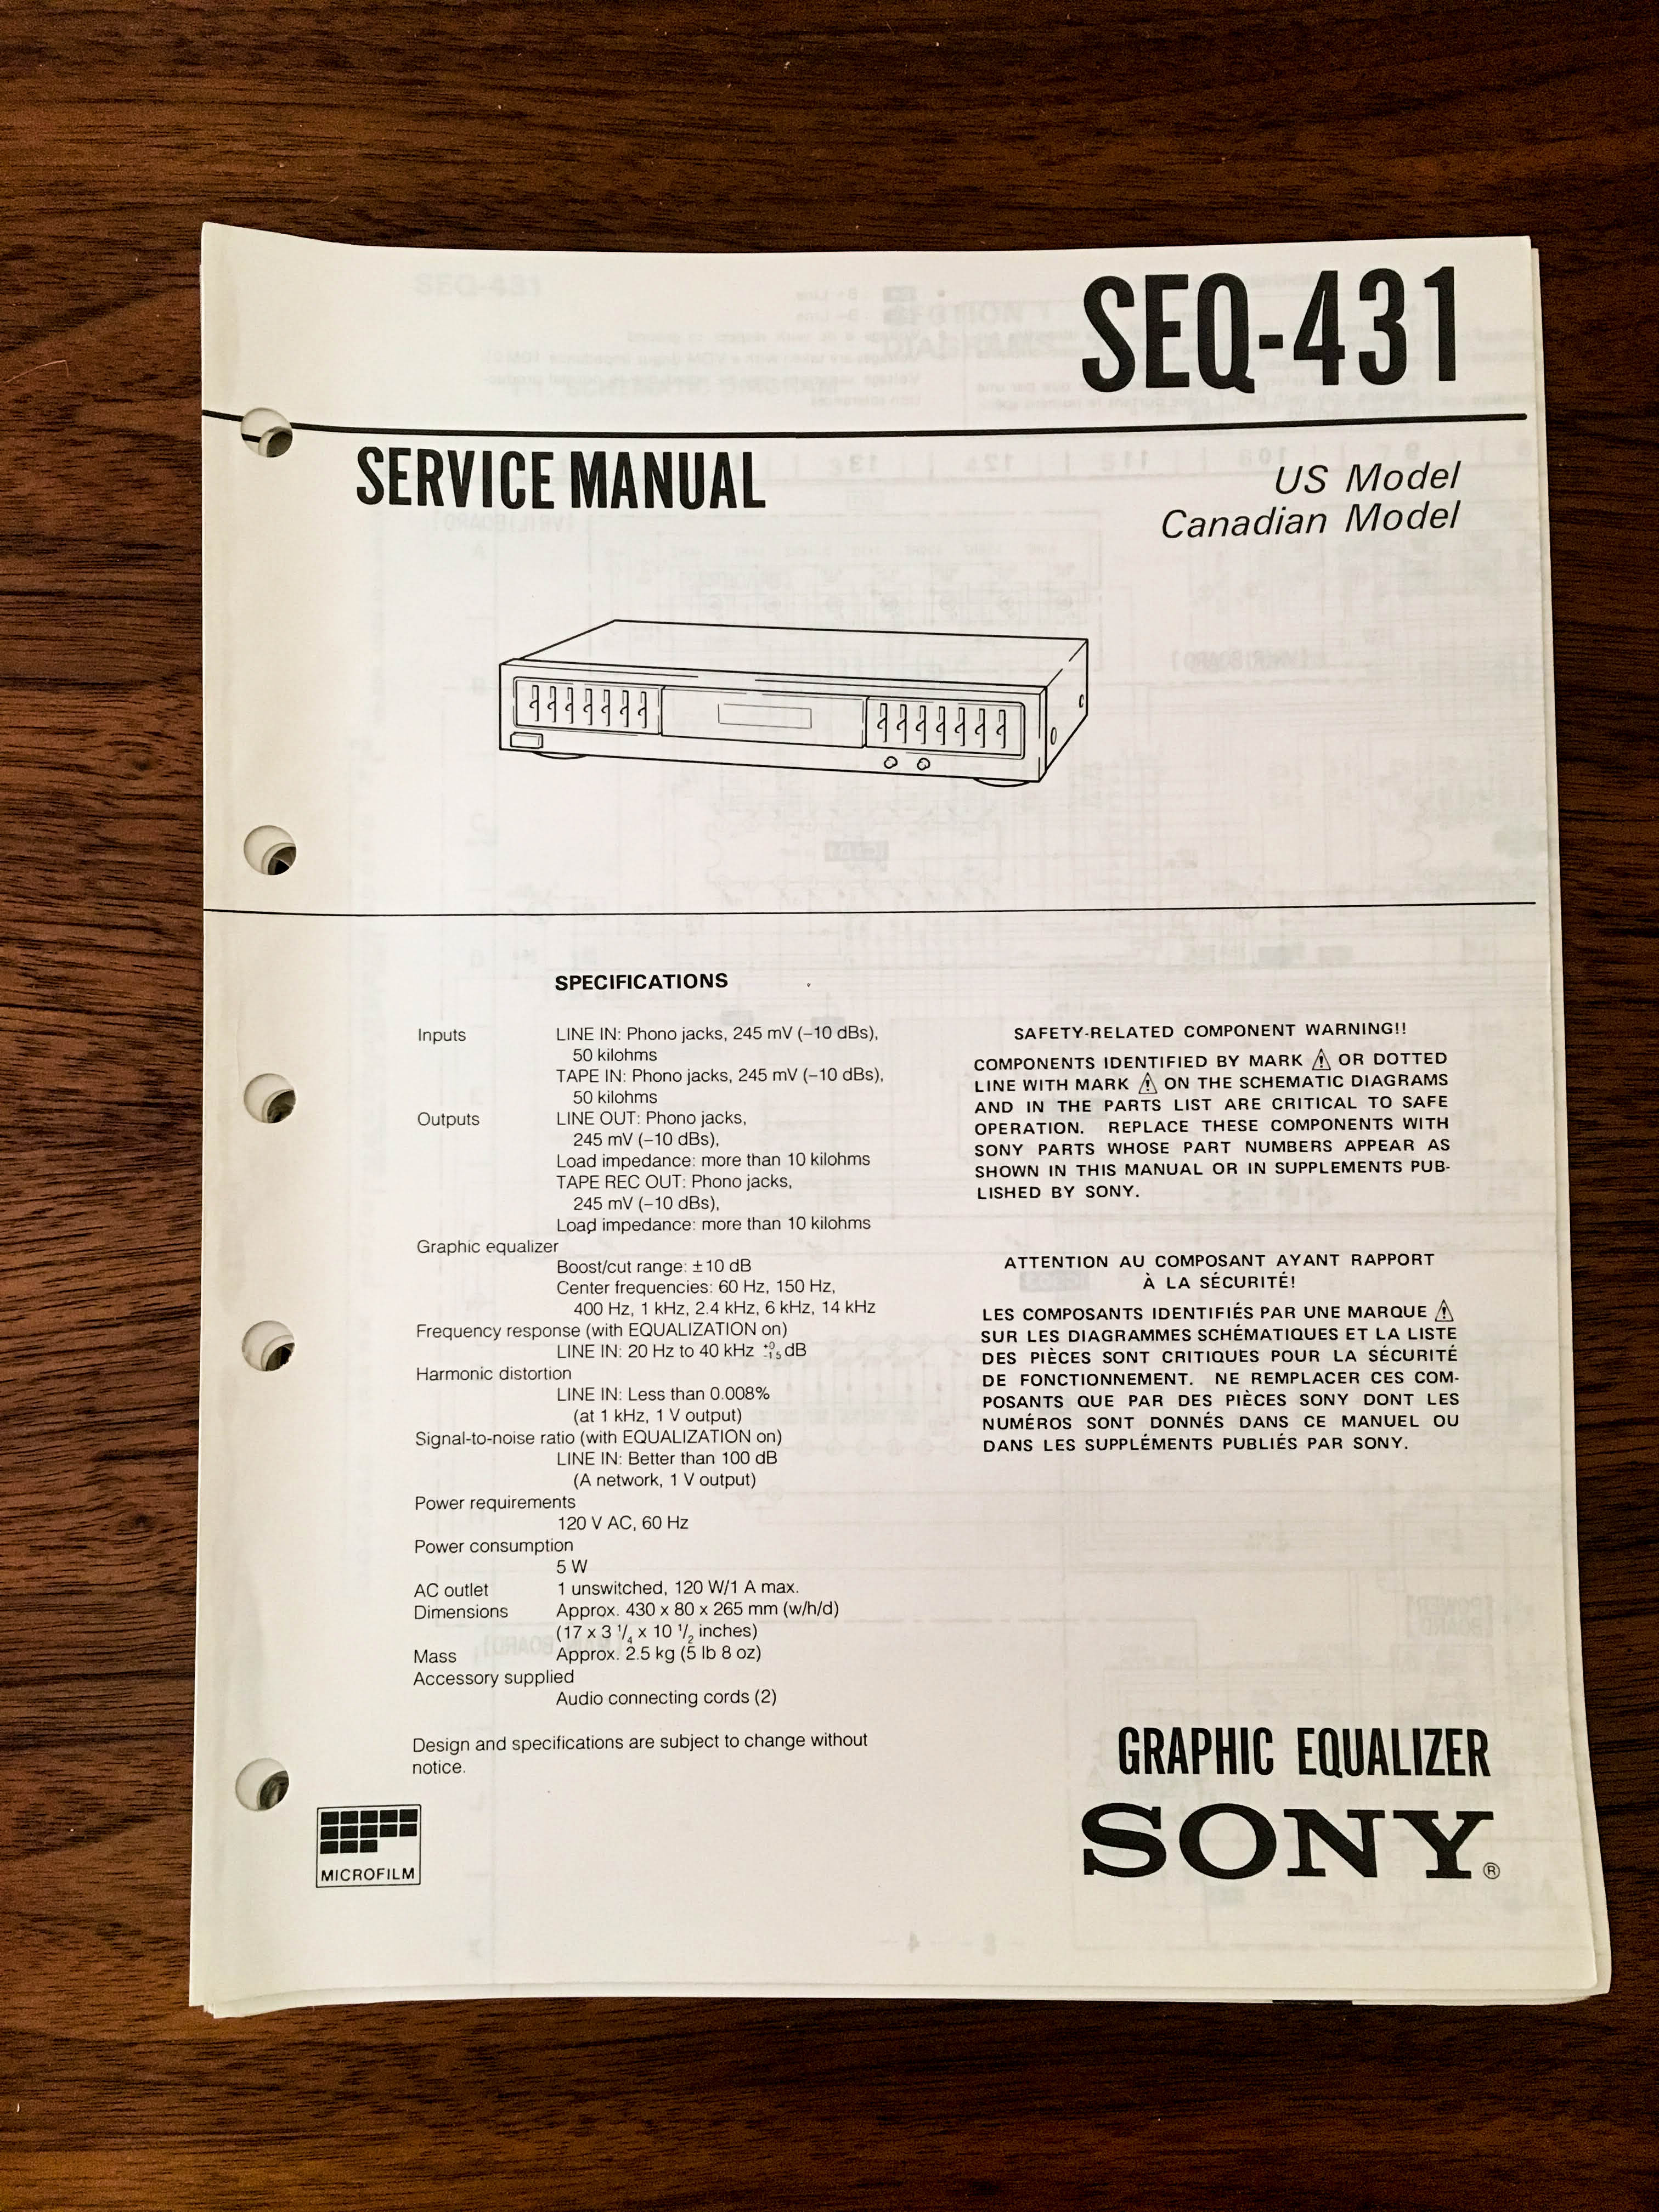 SEQ-431
SERVICE MANUAL
US Model
Canadian Model
SPECIFICATIONS
Inputs LINE IN: Phono jacks, 245 mV (−10 dBs),
50 kilohms
TAPE IN: Phono jacks, 245 mV (−10 dBs),
50 kilohms
Outputs LINE OUT: Phono jacks,
245 mV (−10 dBs),
Load impedance: more than 10 kilohms
TAPE REC OUT: Phono jacks,
245 mV (−10 dBs),
Load impedance: more than 10 kilohms
Graphic equalizer
Boost/cut range: ±10 dB
Center frequencies: 60 Hz, 150 Hz,
400 Hz, 1 kHz, 2.4 kHz, 6 kHz, 14 kHz
Frequency response (with EQUALIZATION on)
LINE IN: 20 Hz to 40 kHz +0 −1.5 dB
Harmonic distortion
LINE IN: Less than 0.008%
(at 1 kHz, 1 V output)
Signal-to-noise ratio (with EQUALIZATION on)
LINE IN: Better than 100 dB
(A network, 1 V output)
Power requirements
120 V AC, 60 Hz
Power consumption
5 W
AC outlet 1 unswitched, 120 W/1 A max.
Dimensions Approx. 430 x 80 x 265 mm (w/h/d)
(17 x 3 1/4 x 10 1/2 inches)
Mass Approx. 2.5 kg (5 lb 8 oz)
Accessory supplied
Audio connecting cords (2)
Design and specifications are subject to change without
notice.
MICROFILM
SAFETY-RELATED COMPONENT WARNING!!
COMPONENTS IDENTIFIED BY MARK ⚠ OR DOTTED
LINE WITH MARK ⚠ ON THE SCHEMATIC DIAGRAMS
AND IN THE PARTS LIST ARE CRITICAL TO SAFE
OPERATION. REPLACE THESE COMPONENTS WITH
SONY PARTS WHOSE PART NUMBERS APPEAR AS
SHOWN IN THIS MANUAL OR IN SUPPLEMENTS PUB-
LISHED BY SONY.
ATTENTION AU COMPOSANT AYANT RAPPORT
À LA SÉCURITÉ!
LES COMPOSANTS IDENTIFIÉS PAR UNE MARQUE ⚠
SUR LES DIAGRAMMES SCHÉMATIQUES ET LA LISTE
DES PIÈCES SONT CRITIQUES POUR LA SÉCURITÉ
DE FONCTIONNEMENT. NE REMPLACER CES COM-
POSANTS QUE PAR DES PIÈCES SONY DONT LES
NUMÉROS SONT DONNÉS DANS CE MANUEL OU
DANS LES SUPPLÉMENTS PUBLIÉS PAR SONY.
GRAPHIC EQUALIZER
SONY®